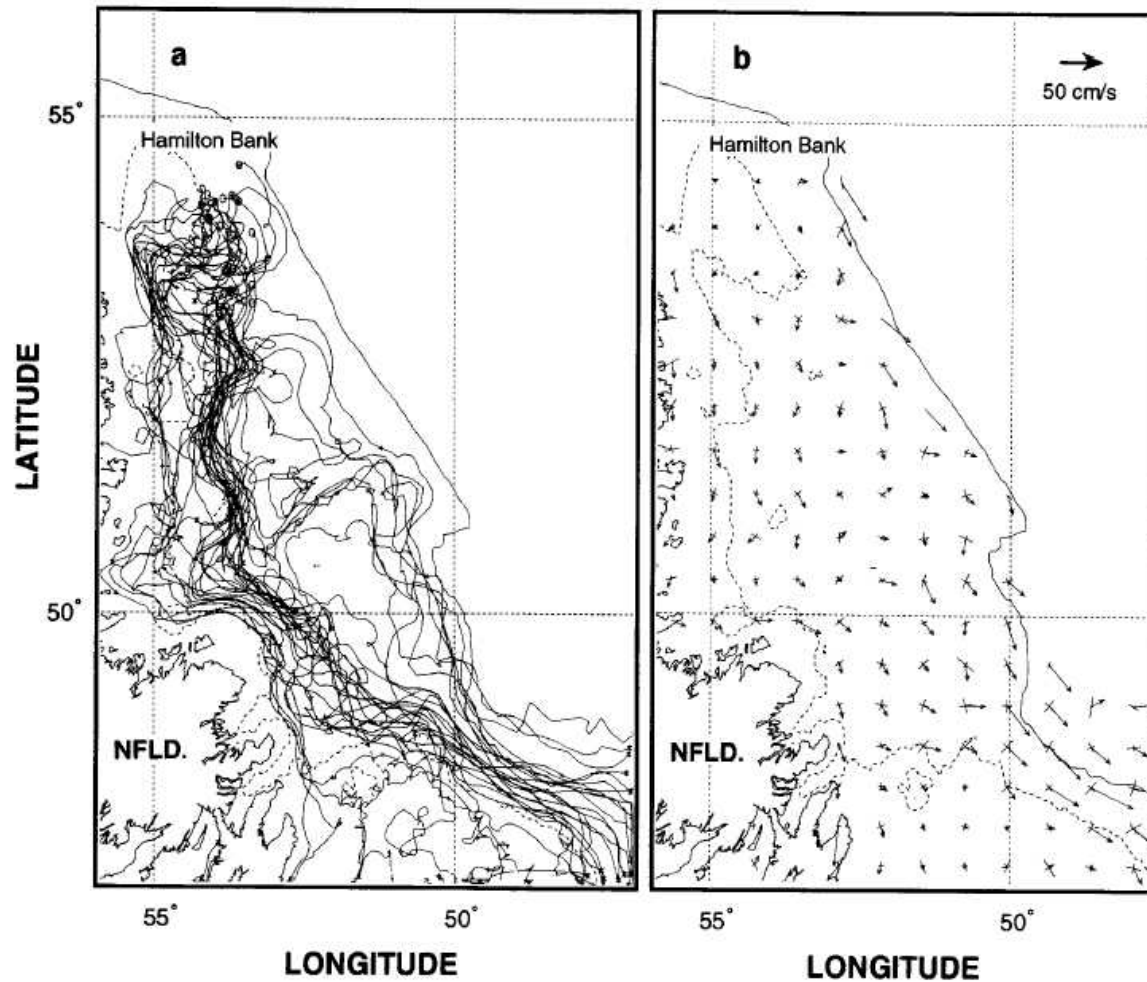 a
b
50 cm/s
55°
Hamilton Bank
Hamilton Bank
LATITUDE
50°
NFLD.
NFLD.
55°
50°
55°
50°
LONGITUDE
LONGITUDE